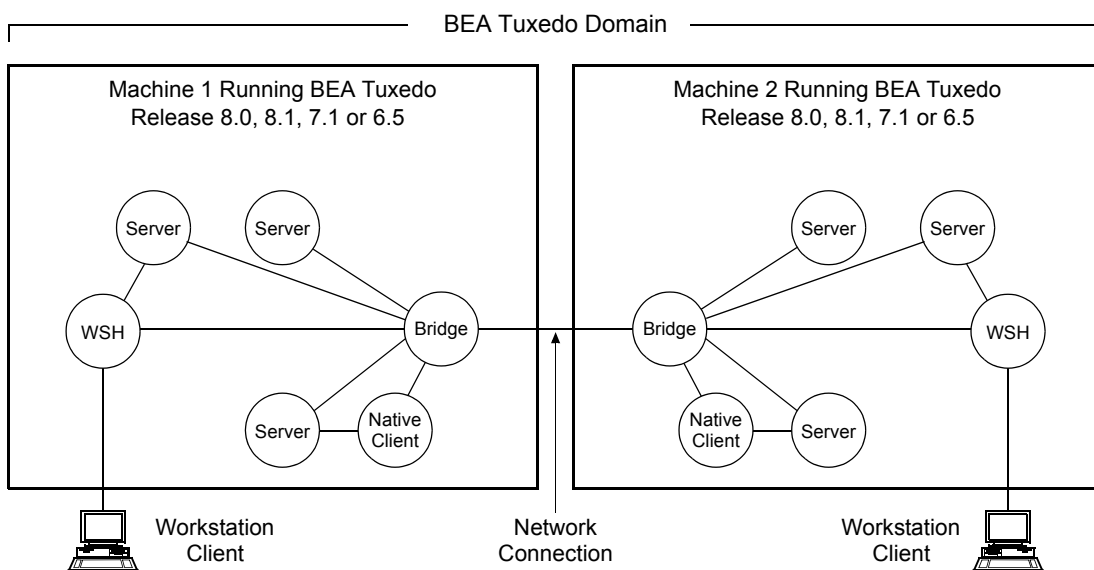 BEA Tuxedo Domain
Machine 1 Running BEA Tuxedo
Release 8.0, 8.1, 7.1 or 6.5
Machine 2 Running BEA Tuxedo
Release 8.0, 8.1, 7.1 or 6.5
Server
Server
Server
Server
WSH
Bridge
Bridge
WSH
Server
Native
Client
Native
Client
Server
Workstation
Client
Network
Connection
Workstation
Client